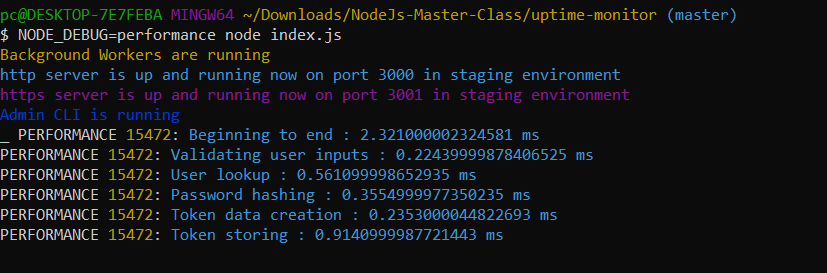 pc@DESKTOP-7E7FEBA MINGW64 ~/Downloads/NodeJs-Master-Class/uptime-monitor (master)
$ NODE_DEBUG=performance node index.js
Background Workers are running
http server is up and running now on port 3000 in staging environment
https server is up and running now on port 3001 in staging environment
Admin CLI is running
_ PERFORMANCE 15472: Beginning to end : 2.321000002324581 ms
PERFORMANCE 15472: Validating user inputs : 0.22439999878406525 ms
PERFORMANCE 15472: User lookup : 0.561099998652935 ms
PERFORMANCE 15472: Password hashing : 0.3554999977350235 ms
PERFORMANCE 15472: Token data creation : 0.2353000044822693 ms
PERFORMANCE 15472: Token storing : 0.9140999987721443 ms